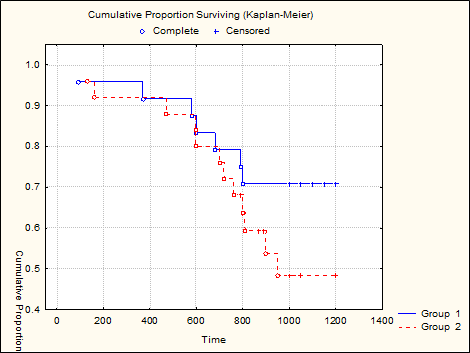 Cumulative Proportion Surviving (Kaplan-Meier)
Complete Censored
1.0
0.9
0.8
0.7
0.6
0.5
0.4
Cumulative Proportion
0 200 400 600 800 1000 1200 1400
Time
Group 1
Group 2